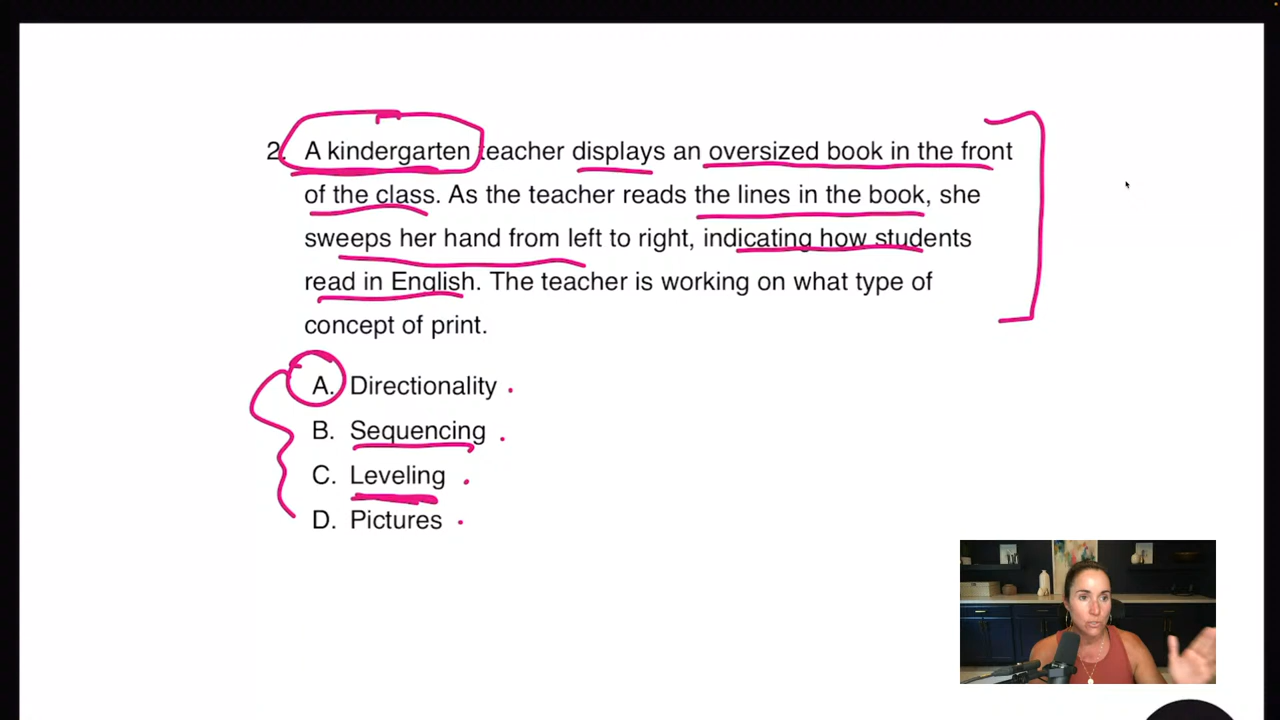 2. A kindergarten teacher displays an oversized book in the front
of the class. As the teacher reads the lines in the book, she
sweeps her hand from left to right, indicating how students
read in English. The teacher is working on what type of
concept of print.
A. Directionality
B. Sequencing
C. Leveling
D. Pictures